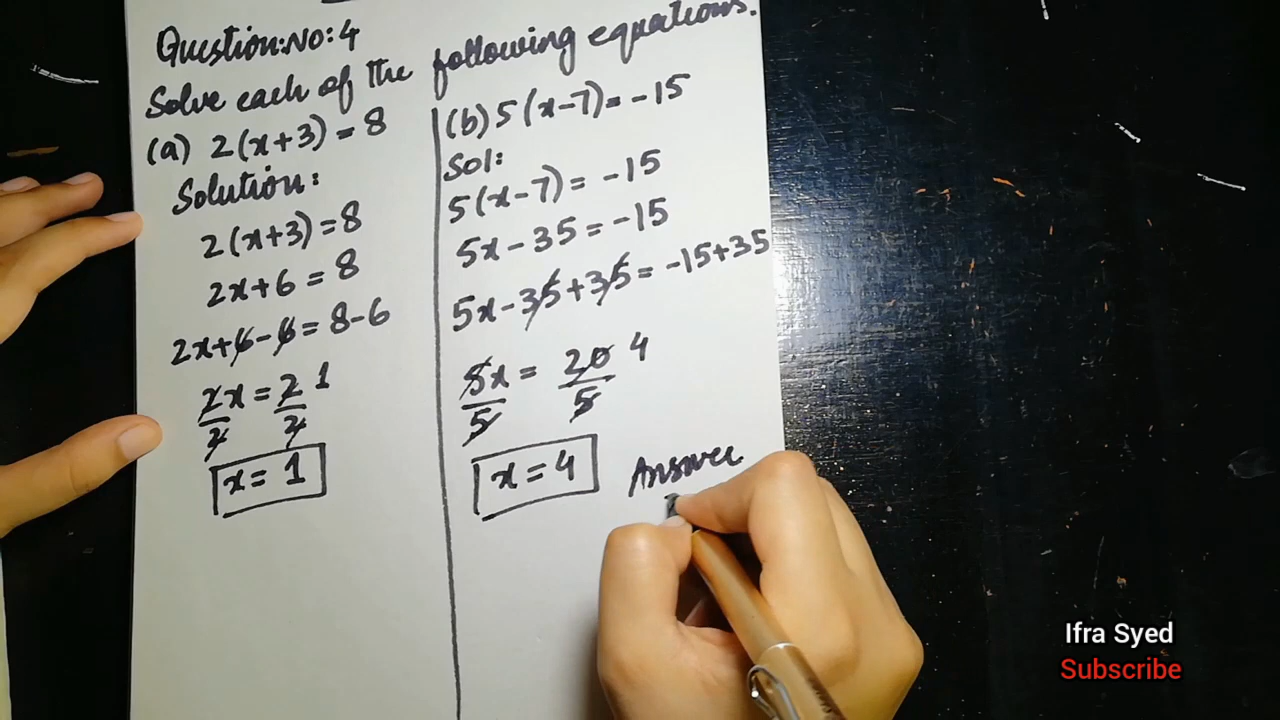 Question:No:4
Solve each of the following equations.
(a) 2(x+3) = 8
Solution:
2(x+3) = 8
2x+6 = 8
2x+6-6 = 8-6
2x/2 = 2/2 1
x = 1
(b) 5(x-7) = -15
Sol:
5(x-7) = -15
5x-35 = -15
5x-35+35 = -15+35
5x/5 = 20/5 4
x = 4
Answer
Ifra Syed
Subscribe